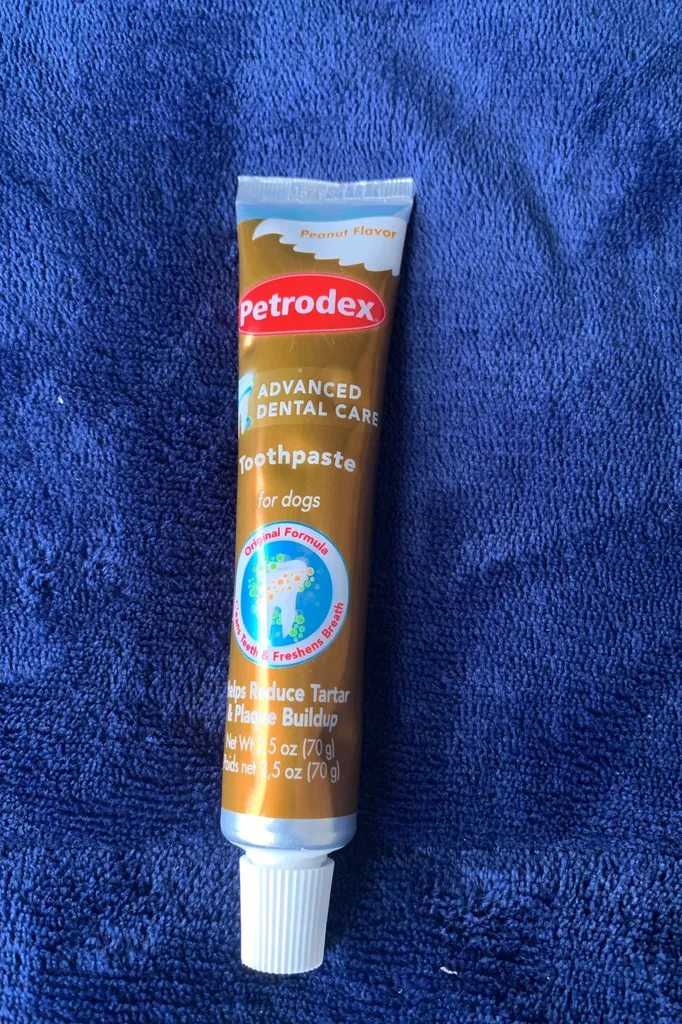 Peanut Flavor
Petrodex
ADVANCED
DENTAL CARE
Toothpaste
for dogs
Original Formula
Cleans Teeth & Freshens Breath
Helps Reduce Tartar
& Plaque Buildup
Net Wt 2.5 oz (70 g)
Poids net 2,5 oz (70 g)